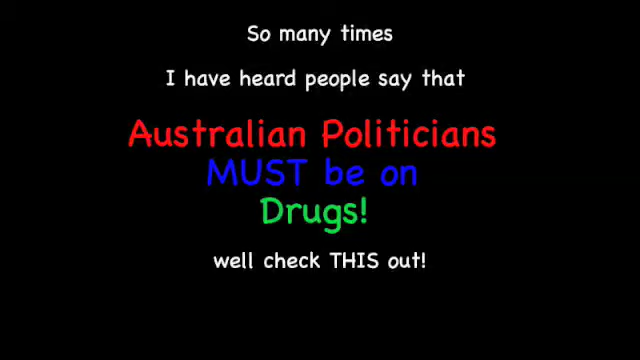 So many times
I have heard people say that
Australian Politicians
MUST be on
Drugs!
well check THIS out!